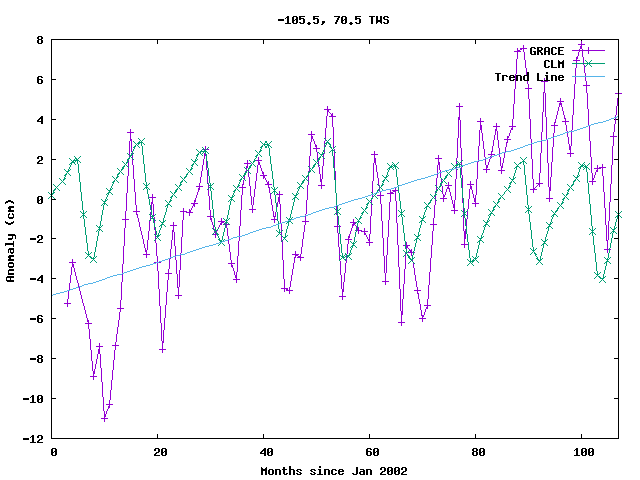 -105.5, 70.5 TWS
GRACE
CLM
Trend Line
Anomaly (cm)
8
6
4
2
0
-2
-4
-6
-8
-10
-12
0 20 40 60 80 100
Months since Jan 2002